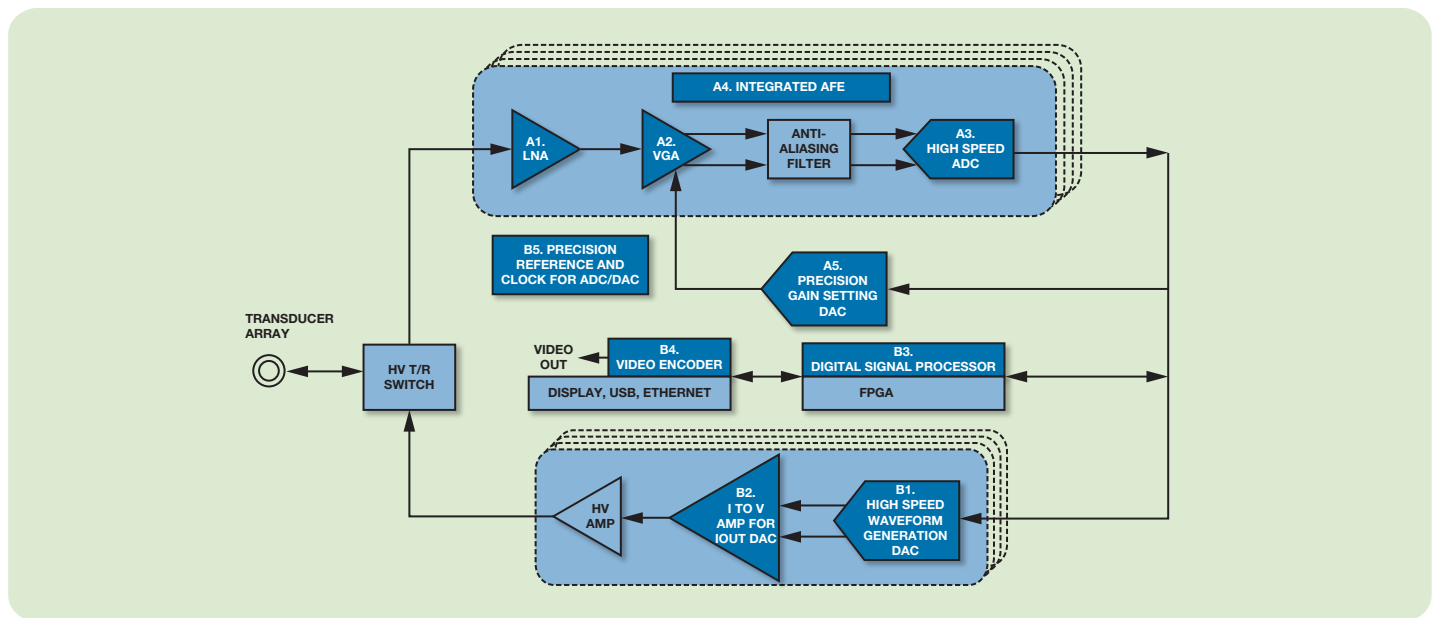 A4. INTEGRATED AFE
A1.
LNA
A2.
VGA
ANTI-
ALIASING
FILTER
A3.
HIGH SPEED
ADC
B5. PRECISION
REFERENCE AND
CLOCK FOR ADC/DAC
A5.
PRECISION
GAIN SETTING
DAC
TRANSDUCER
ARRAY
HV T/R
SWITCH
VIDEO
OUT
B4.
VIDEO ENCODER
DISPLAY, USB, ETHERNET
B3.
DIGITAL SIGNAL PROCESSOR
FPGA
HV
AMP
B2.
I TO V
AMP FOR
IOUT DAC
B1.
HIGH SPEED
WAVEFORM
GENERATION
DAC